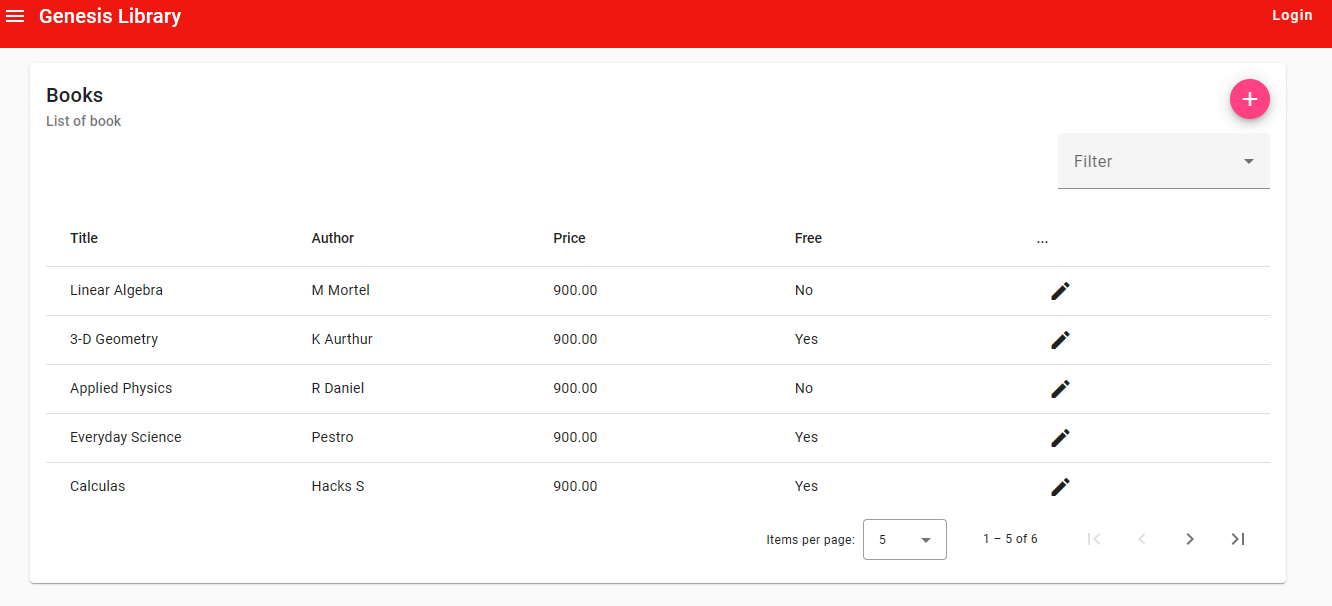 Genesis Library Login
Books
List of book
Filter
Title Author Price Free ...
Linear Algebra M Mortel 900.00 No
3-D Geometry K Aurthur 900.00 Yes
Applied Physics R Daniel 900.00 No
Everyday Science Pestro 900.00 Yes
Calculas Hacks S 900.00 Yes
Items per page: 5 1 – 5 of 6